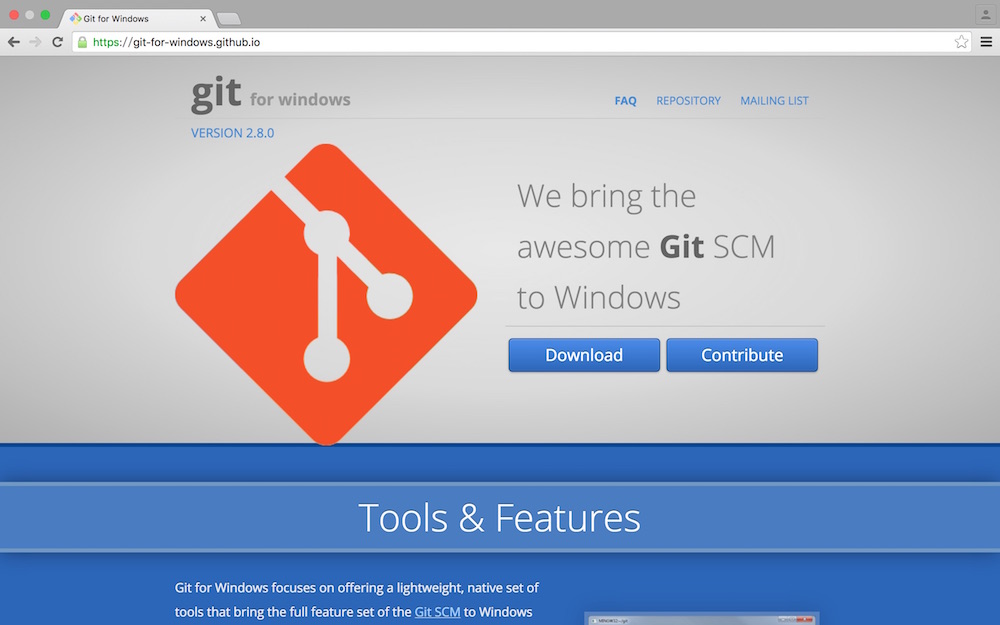 Git for Windows
https://git-for-windows.github.io
git for windows
FAQ REPOSITORY MAILING LIST
VERSION 2.8.0
We bring the
awesome Git SCM
to Windows
Download Contribute
Tools & Features
Git for Windows focuses on offering a lightweight, native set of
tools that bring the full feature set of the Git SCM to Windows